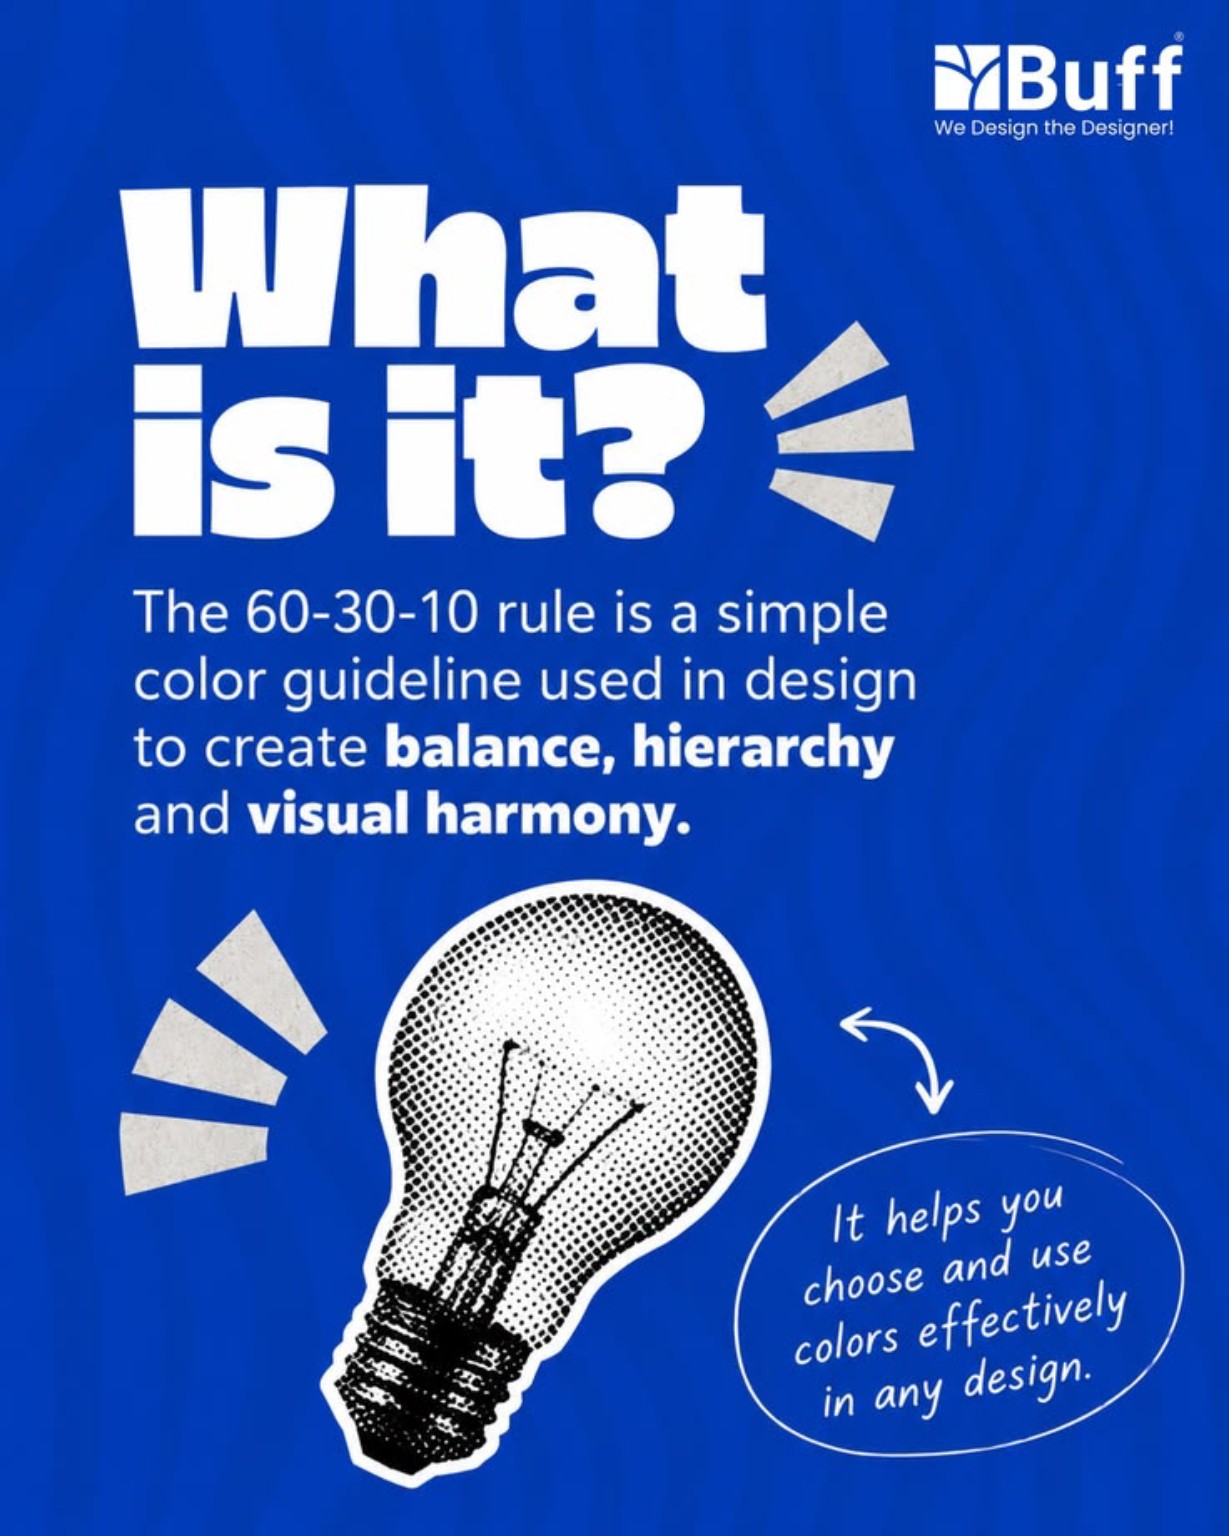 Buff®
We Design the Designer!
What
is it?
The 60-30-10 rule is a simple
color guideline used in design
to create balance, hierarchy
and visual harmony.
It helps you
choose and use
colors effectively
in any design.